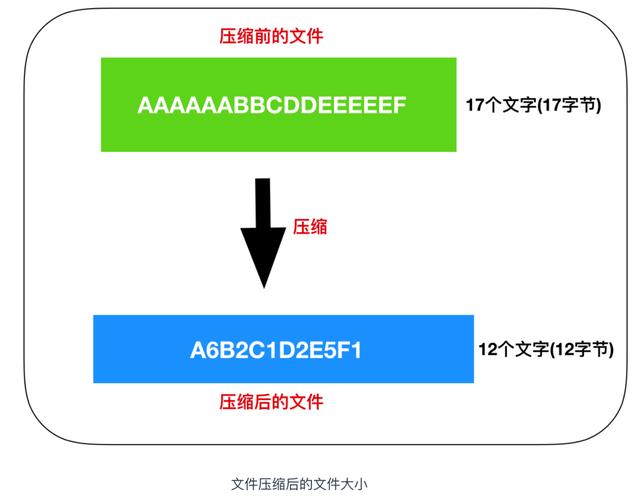 压缩前的文件
AAAAAABBCDDEEEEEF
17个文字(17字节)
压缩
A6B2C1D2E5F1
12个文字(12字节)
压缩后的文件
文件压缩后的文件大小